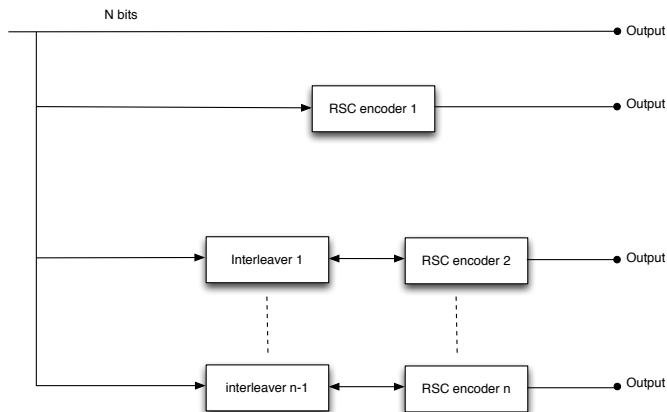 N bits
Output
RSC encoder 1
Output
Interleaver 1
RSC encoder 2
Output
interleaver n-1
RSC encoder n
Output